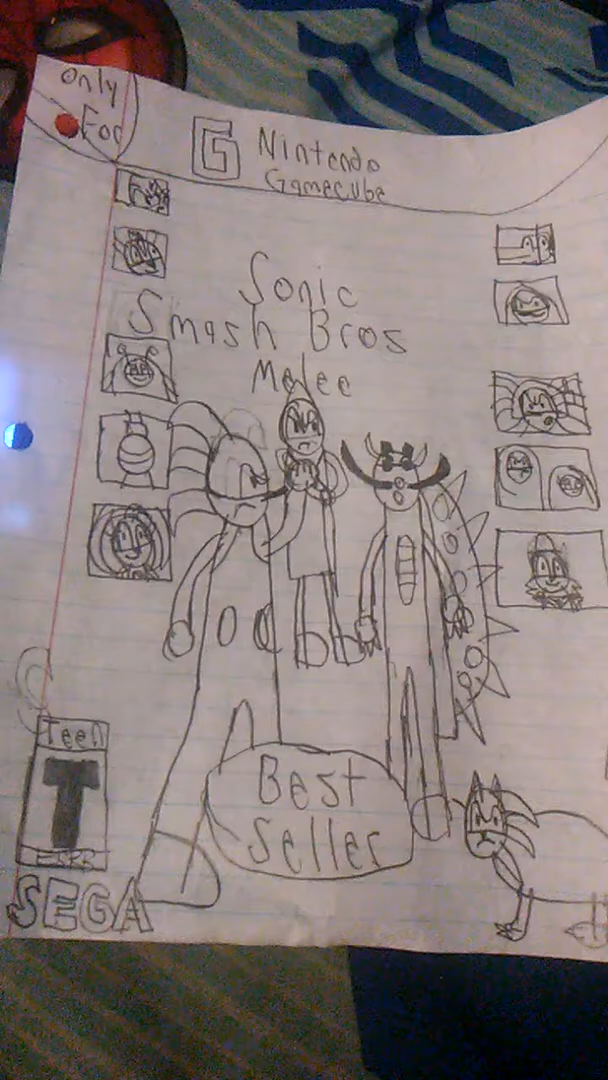 Only
For
G Nintendo
Gamecube
Sonic
Smash Bros
Melee
Best
Seller
Teen
T
ESRB
SEGA